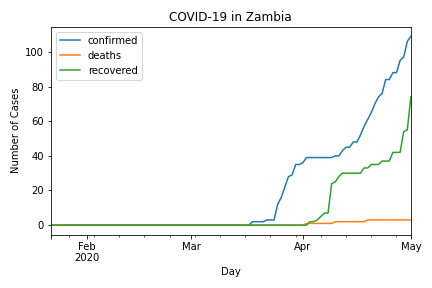 COVID-19 in Zambia
confirmed
deaths
recovered
Number of Cases
100
80
60
40
20
0
Feb
2020
Mar
Apr
May
Day